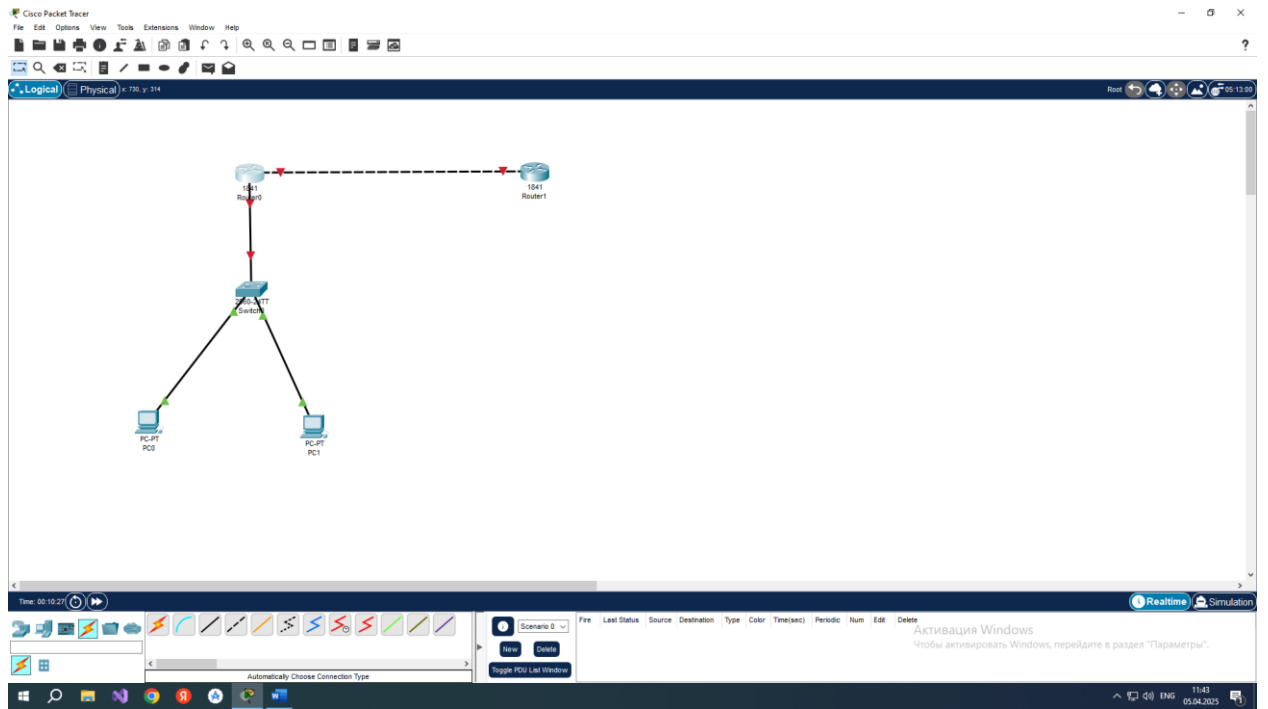 Cisco Packet Tracer
File Edit Options View Tools Extensions Window Help
?
Logical Physical x: 730, y: 314 Root 05:13:00
1841
Router0
1841
Router1
2960-24TT
Switch0
PC-PT
PC0
PC-PT
PC1
Time: 00:10:27 Realtime Simulation
Scenario 0 Fire Last Status Source Destination Type Color Time(sec) Periodic Num Edit Delete
New Delete
Toggle PDU List Window
Automatically Choose Connection Type
Активация Windows
Чтобы активировать Windows, перейдите в раздел "Параметры".
ENG 11:43
05.04.2025